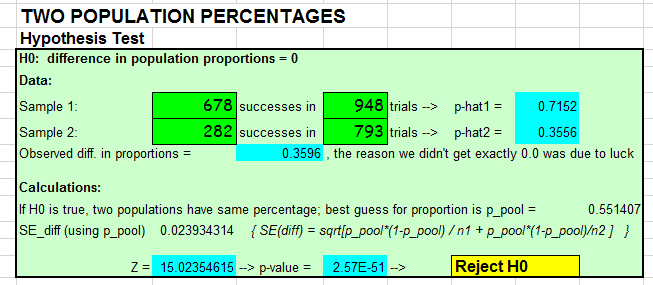 TWO POPULATION PERCENTAGES
Hypothesis Test
H0: difference in population proportions = 0
Data:
Sample 1: 678 successes in 948 trials --> p-hat1 = 0.7152
Sample 2: 282 successes in 793 trials --> p-hat2 = 0.3556
Observed diff. in proportions = 0.3596 , the reason we didn't get exactly 0.0 was due to luck
Calculations:
If H0 is true, two populations have same percentage; best guess for proportion is p_pool = 0.551407
SE_diff (using p_pool) 0.023934314 { SE(diff) = sqrt[p_pool*(1-p_pool) / n1 + p_pool*(1-p_pool)/n2 ] }
Z = 15.02354615 --> p-value = 2.57E-51 --> Reject H0